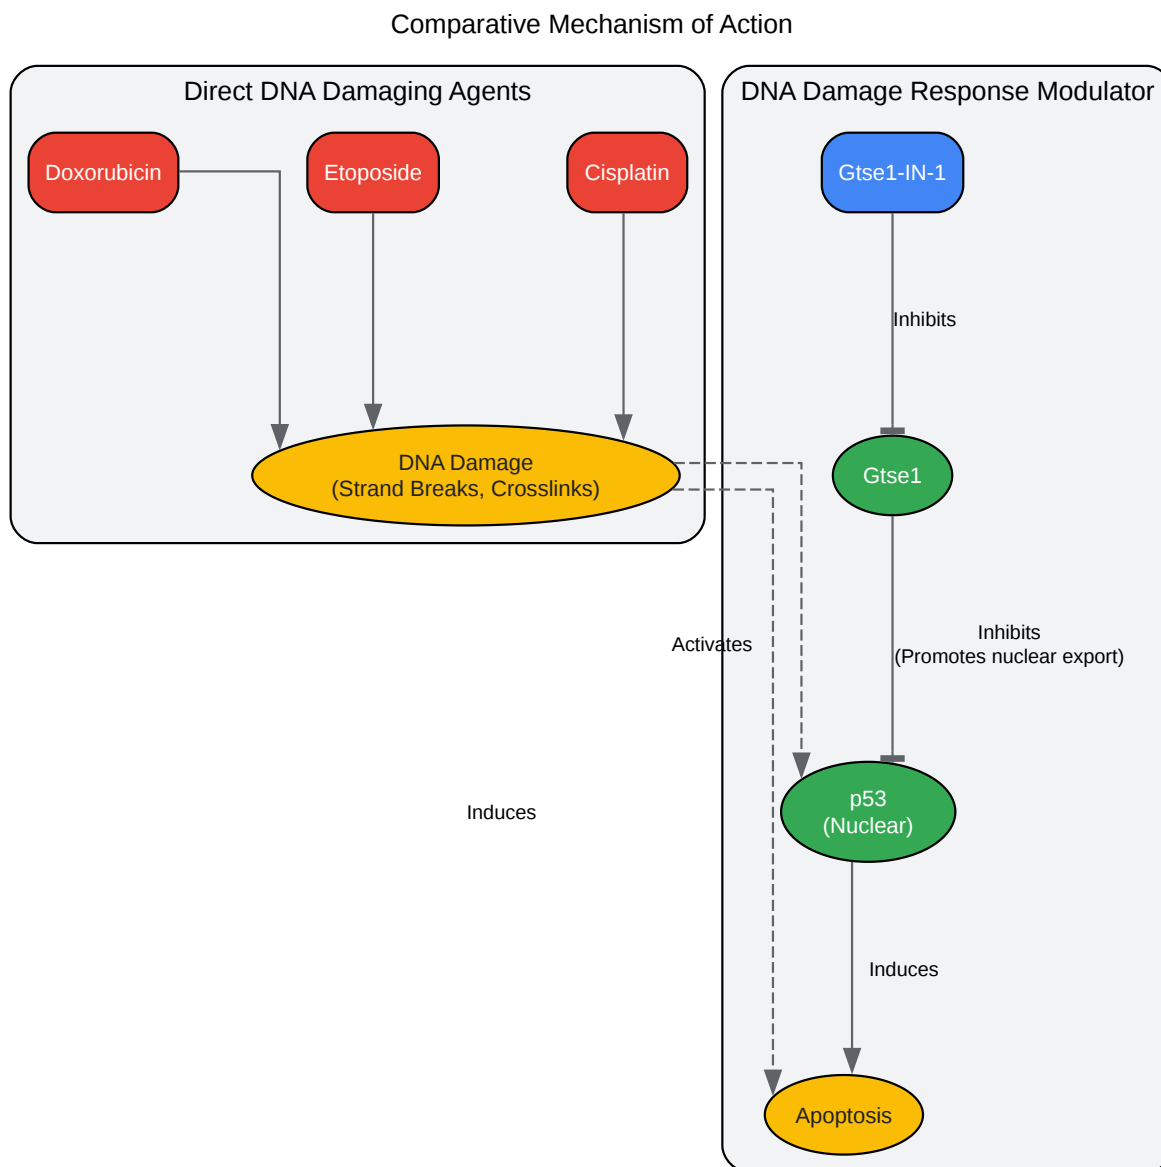 Comparative Mechanism of Action
Direct DNA Damaging Agents
DNA Damage Response Modulator
Doxorubicin
Etoposide
Cisplatin
Gtse1-IN-1
Inhibits
DNA Damage
(Strand Breaks, Crosslinks)
Gtse1
Activates
Inhibits
(Promotes nuclear export)
Induces
p53
(Nuclear)
Induces
Apoptosis